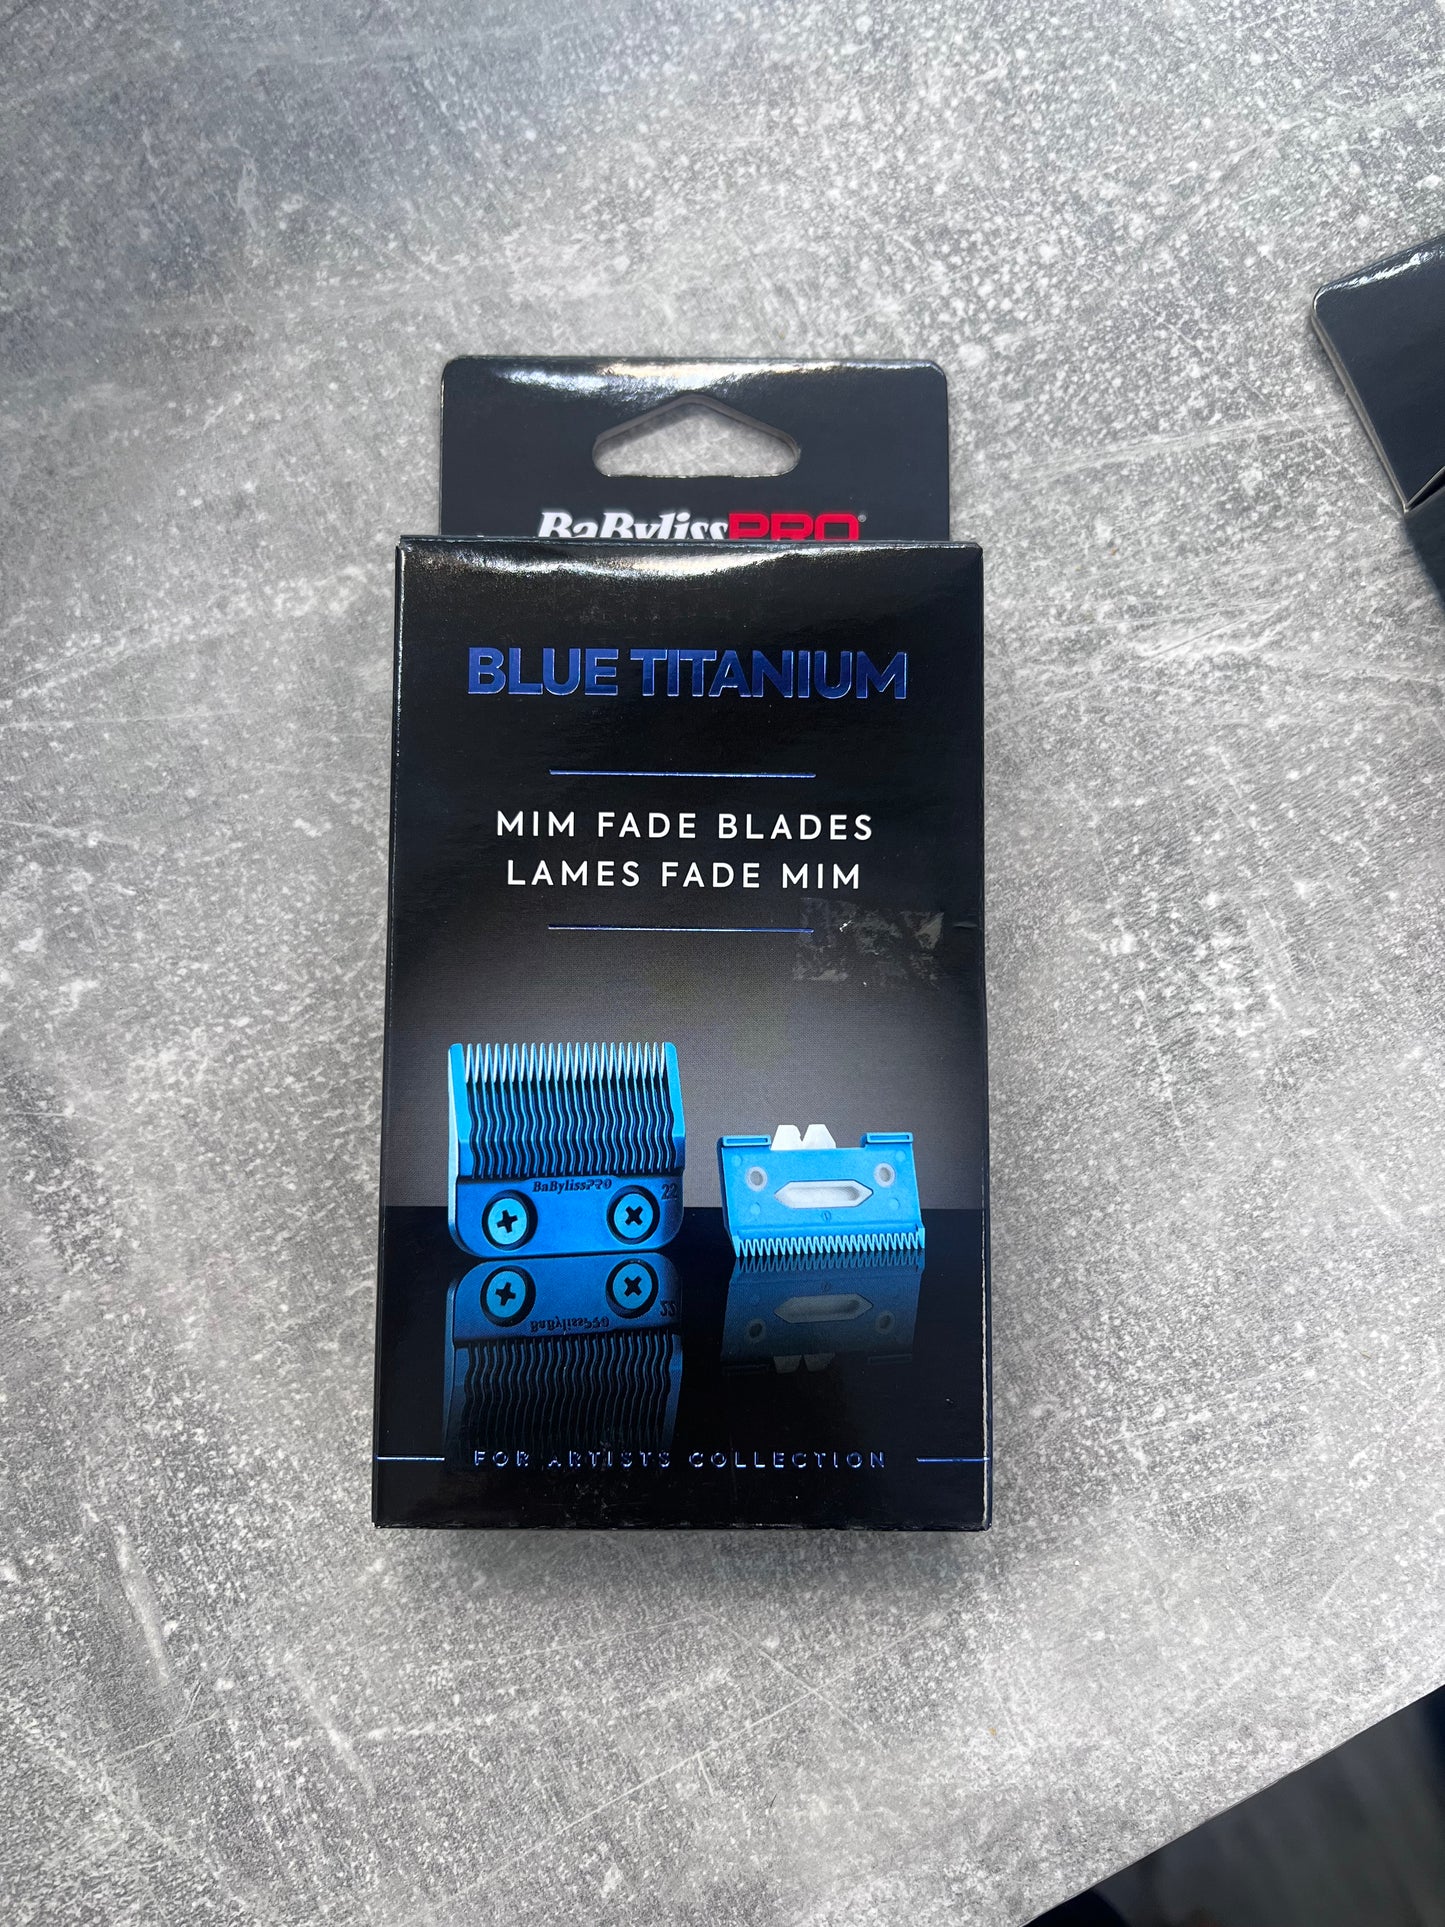 BaBylissPRO®
BLUE TITANIUM
MIM FADE BLADES
LAMES FADE MIM
BaBylissPRO 22
FOR ARTISTS COLLECTION